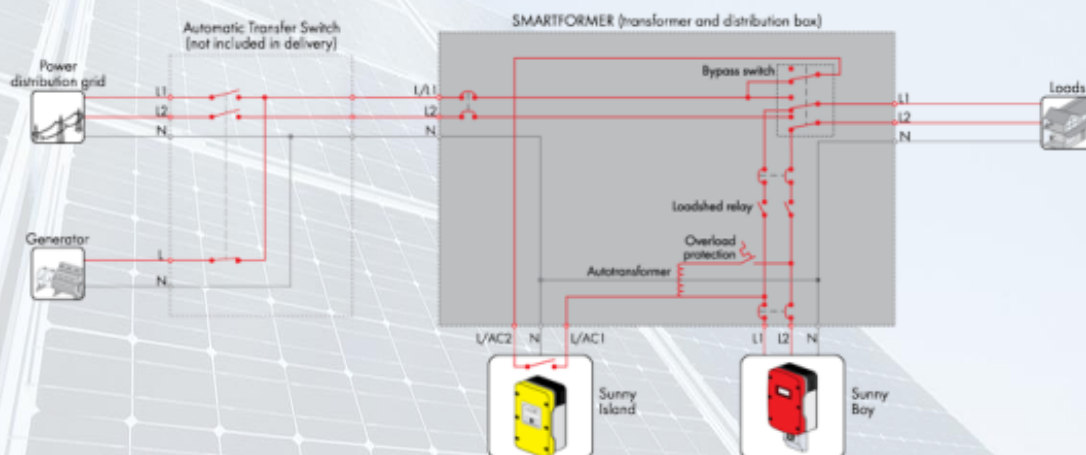 SMARTFORMER (transformer and distribution box)
Automatic Transfer Switch
(not included in delivery)
Power
distribution grid
Bypass switch
Loads
L1
L/L1
L1
L2
L2
L2
N
N
N
Loadshed relay
Generator
L
N
Overload
protection
Autotransformer
L/AC2
N
L/AC1
L1
L2
N
Sunny
Island
Sunny
Boy